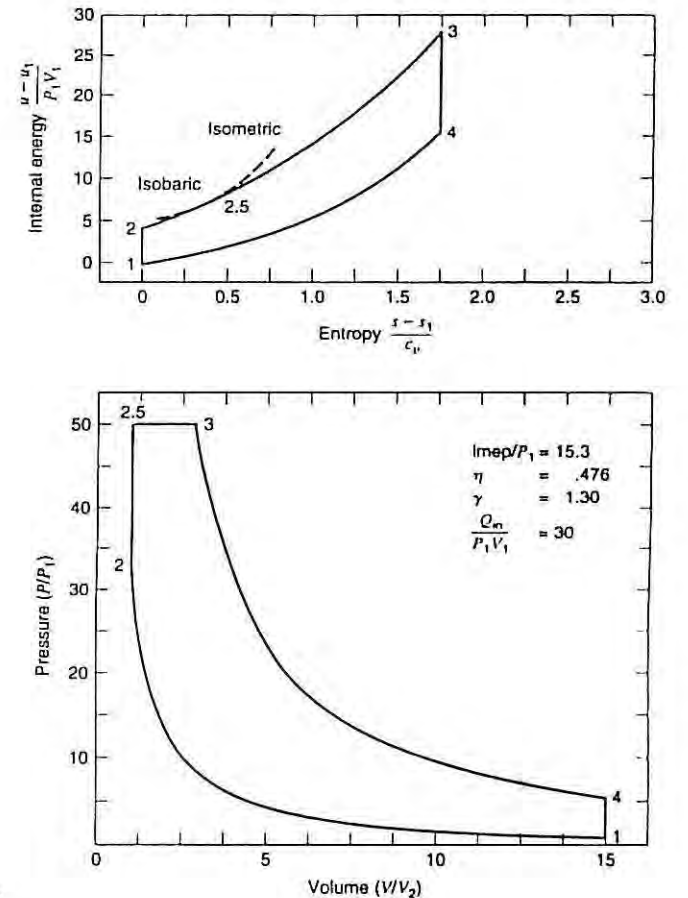 30
25
20
15
10
5
0
Internal energy u − u₁ / P₁V₁
Isometric
Isobaric
2.5
3
4
2
1
0 0.5 1.0 1.5 2.0 2.5 3.0
Entropy s − s₁ / cᵥ
50
40
30
20
10
Pressure (P/P₁)
2.5
3
2
4
1
Imep/P₁ = 15.3
η = .476
γ = 1.30
Qin / P₁V₁ = 30
0 5 10 15
Volume (V/V₂)